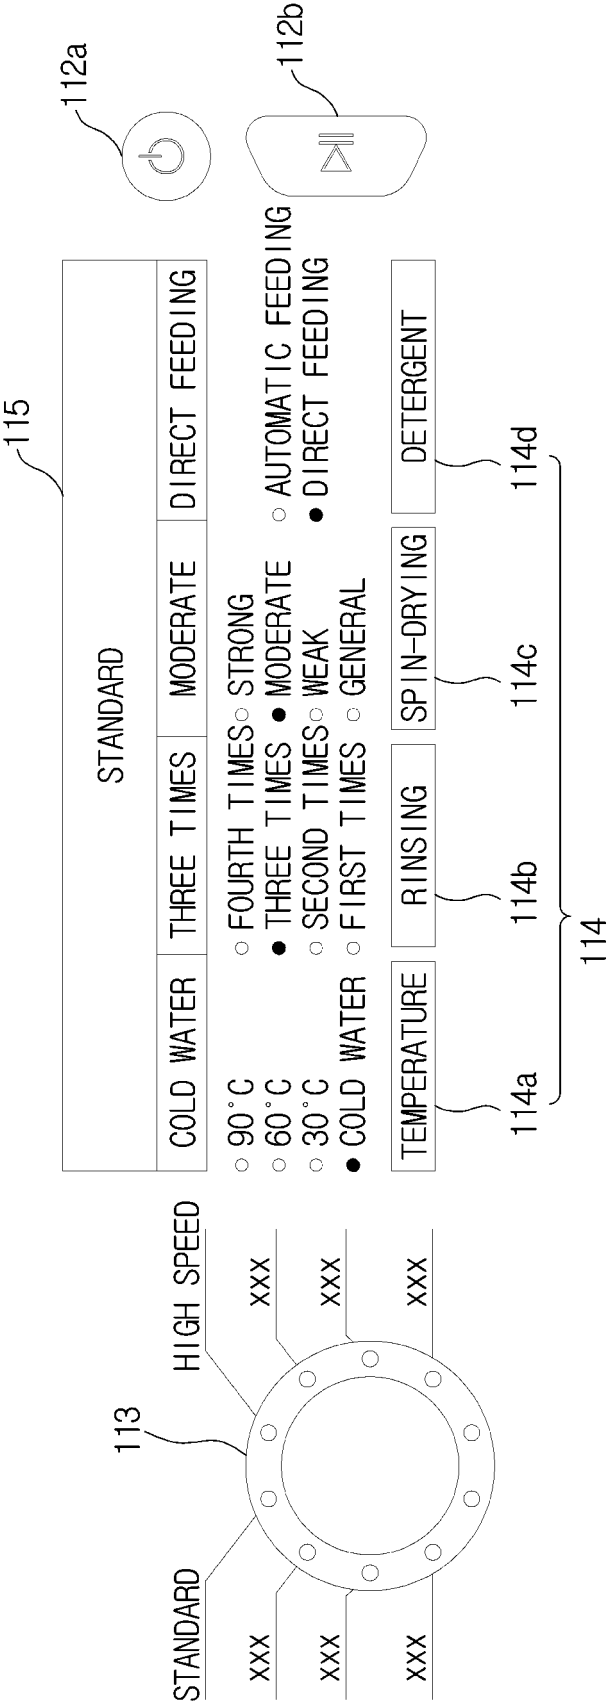 112a
112b
115
STANDARD
COLD WATER THREE TIMES MODERATE DIRECT FEEDING
90°C
60°C
30°C
COLD WATER
FOURTH TIMES
THREE TIMES
SECOND TIMES
FIRST TIMES
STRONG
MODERATE
WEAK
GENERAL
AUTOMATIC FEEDING
DIRECT FEEDING
TEMPERATURE RINSING SPIN-DRYING DETERGENT
114a 114b 114c 114d
114
113
STANDARD
XXX
XXX
XXX
HIGH SPEED
XXX
XXX
XXX